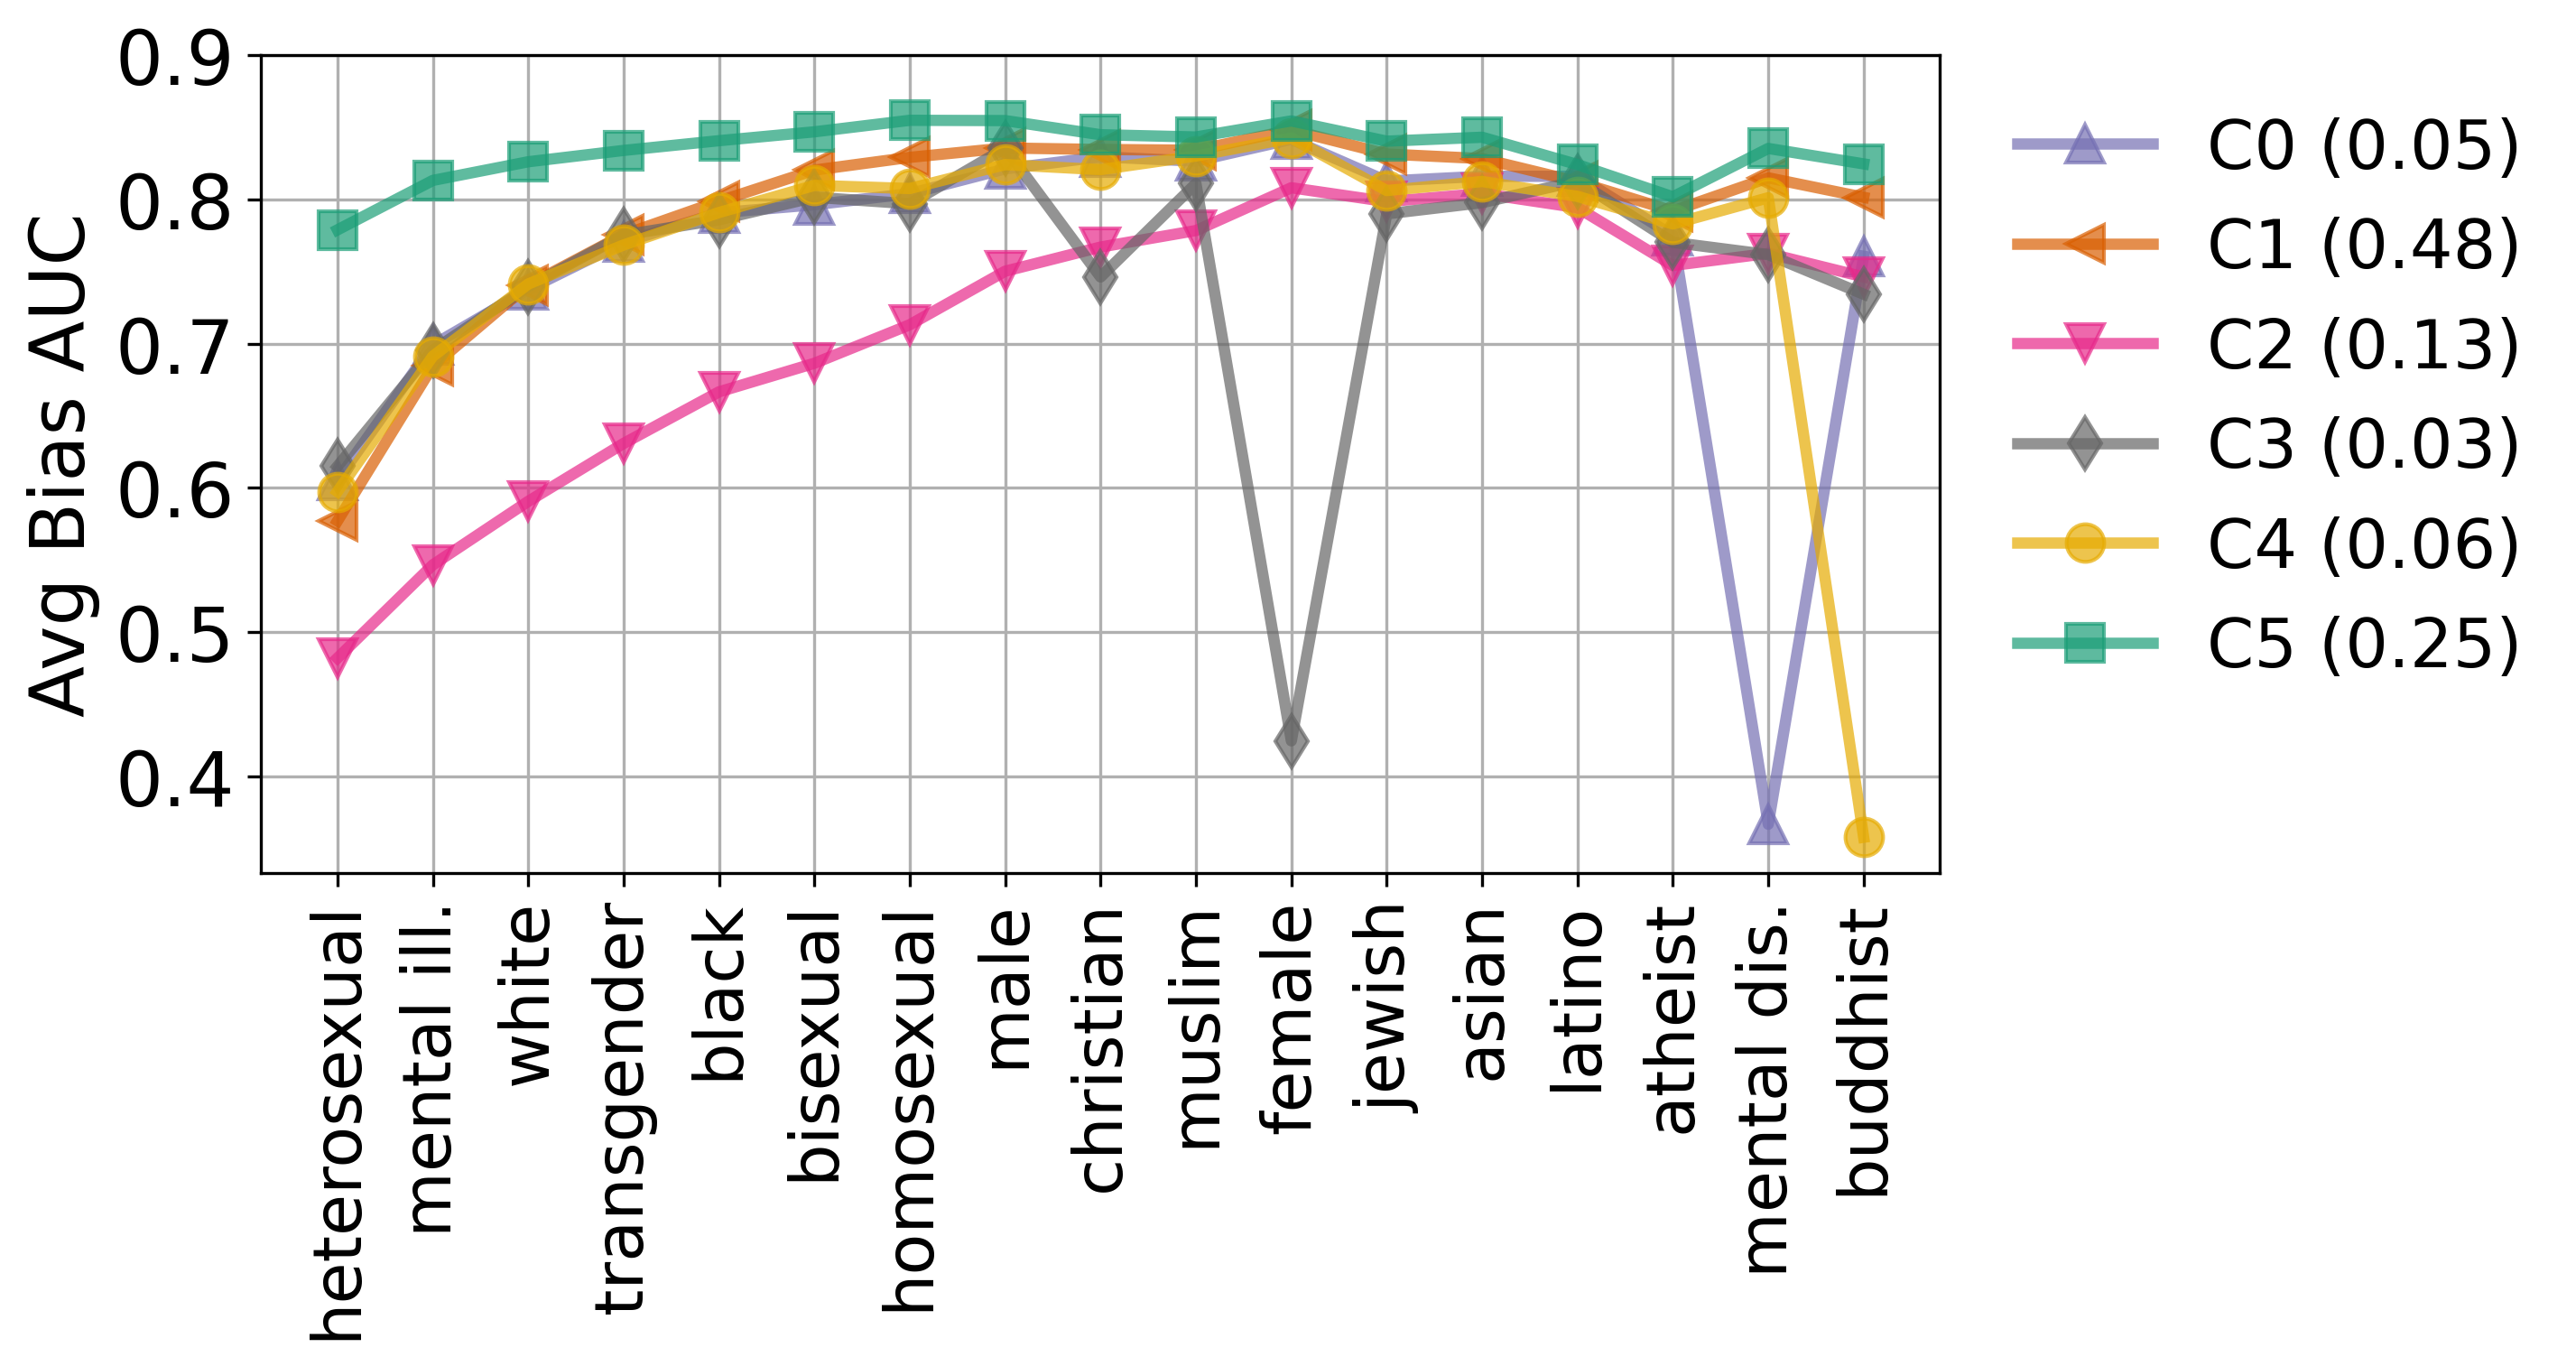 Avg Bias AUC
0.9
0.8
0.7
0.6
0.5
0.4
heterosexual
mental ill.
white
transgender
black
bisexual
homosexual
male
christian
muslim
female
jewish
asian
latino
atheist
mental dis.
buddhist
C0 (0.05)
C1 (0.48)
C2 (0.13)
C3 (0.03)
C4 (0.06)
C5 (0.25)